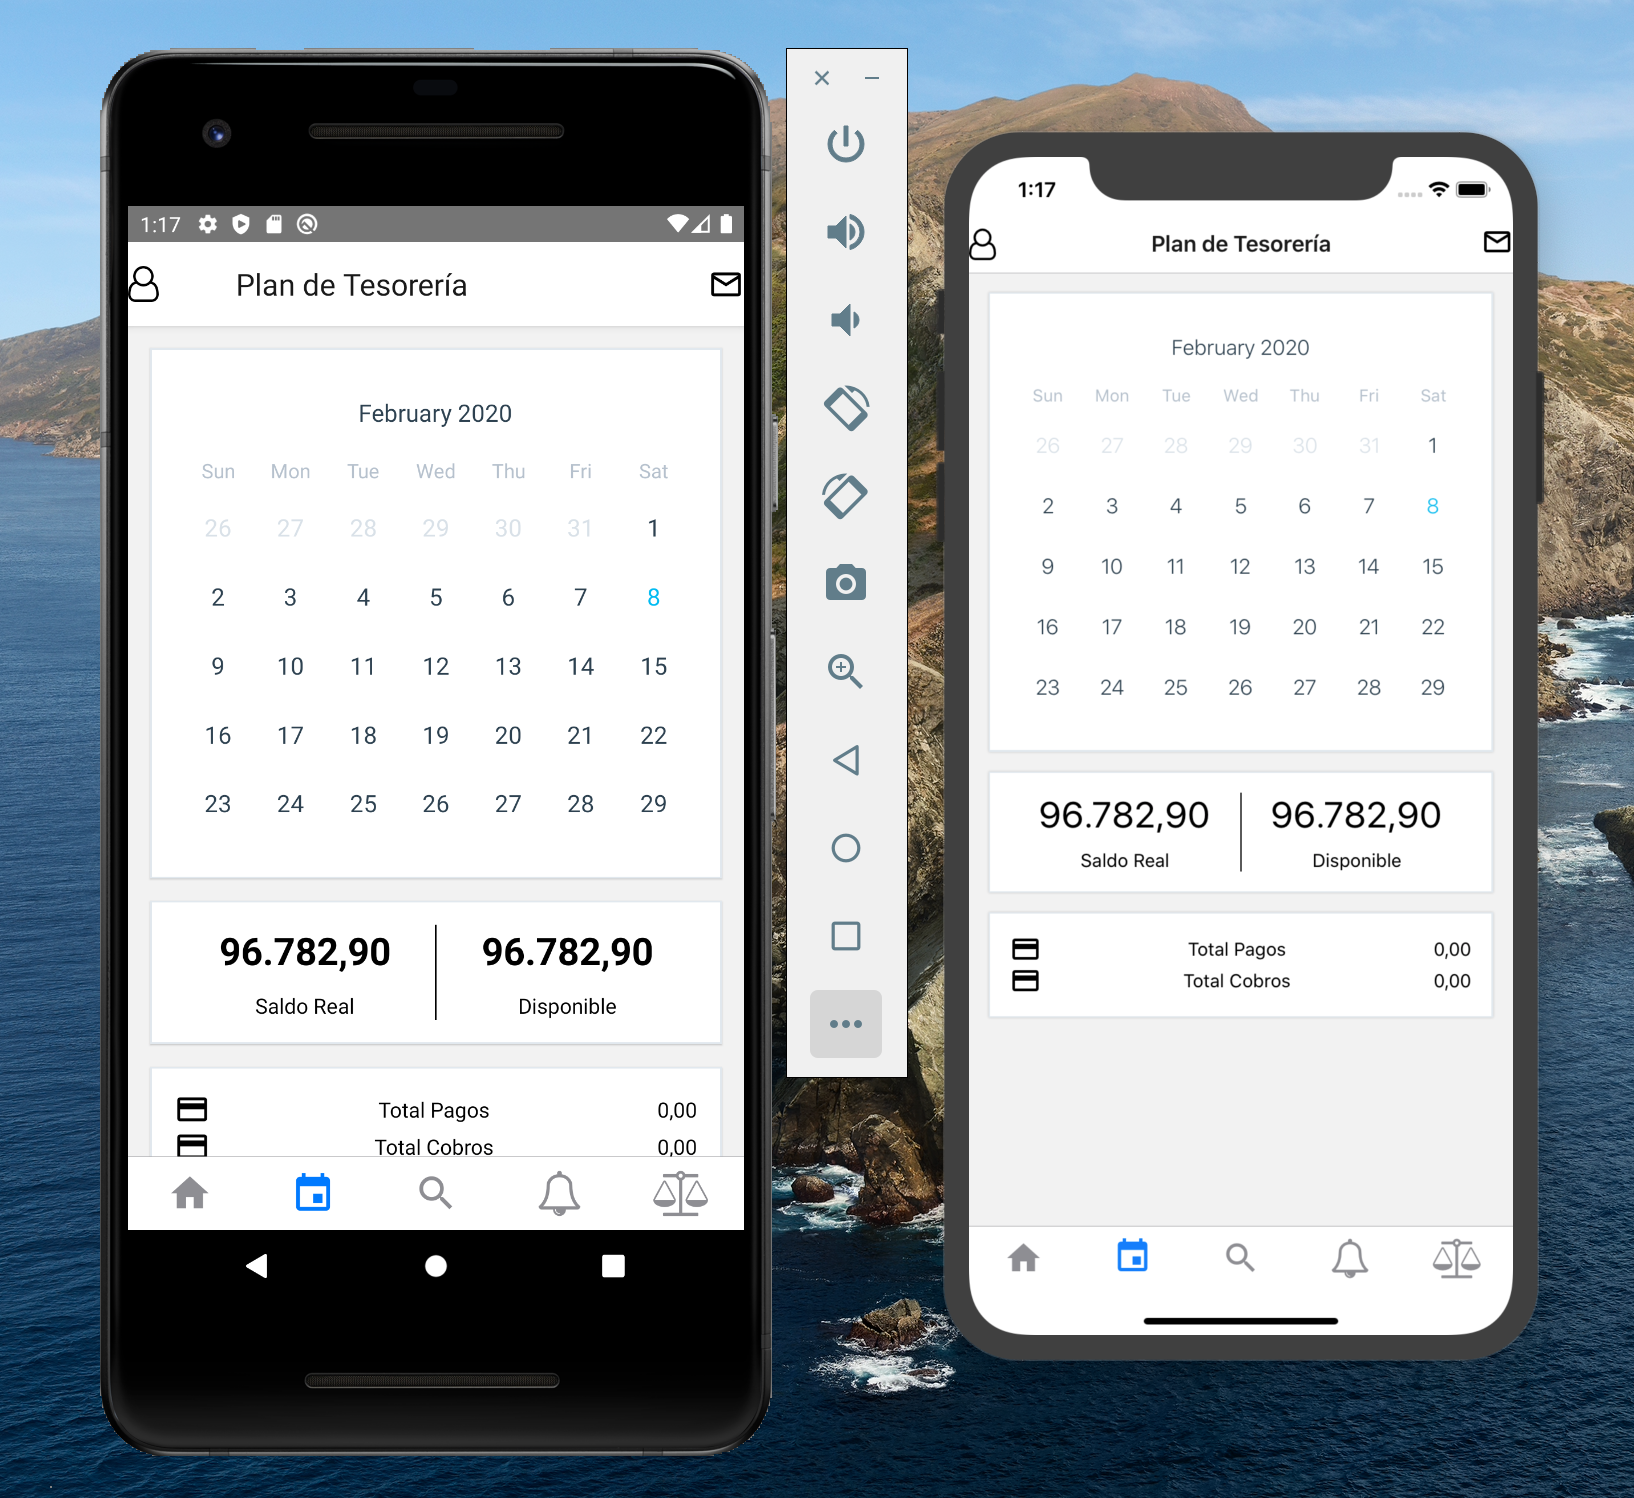 1:17
Plan de Tesorería
February 2020
Sun Mon Tue Wed Thu Fri Sat
26 27 28 29 30 31 1
2 3 4 5 6 7 8
9 10 11 12 13 14 15
16 17 18 19 20 21 22
23 24 25 26 27 28 29
96.782,90 96.782,90
Saldo Real Disponible
Total Pagos 0,00
Total Cobros 0,00
1:17
Plan de Tesorería
February 2020
Sun Mon Tue Wed Thu Fri Sat
26 27 28 29 30 31 1
2 3 4 5 6 7 8
9 10 11 12 13 14 15
16 17 18 19 20 21 22
23 24 25 26 27 28 29
96.782,90 96.782,90
Saldo Real Disponible
Total Pagos 0,00
Total Cobros 0,00